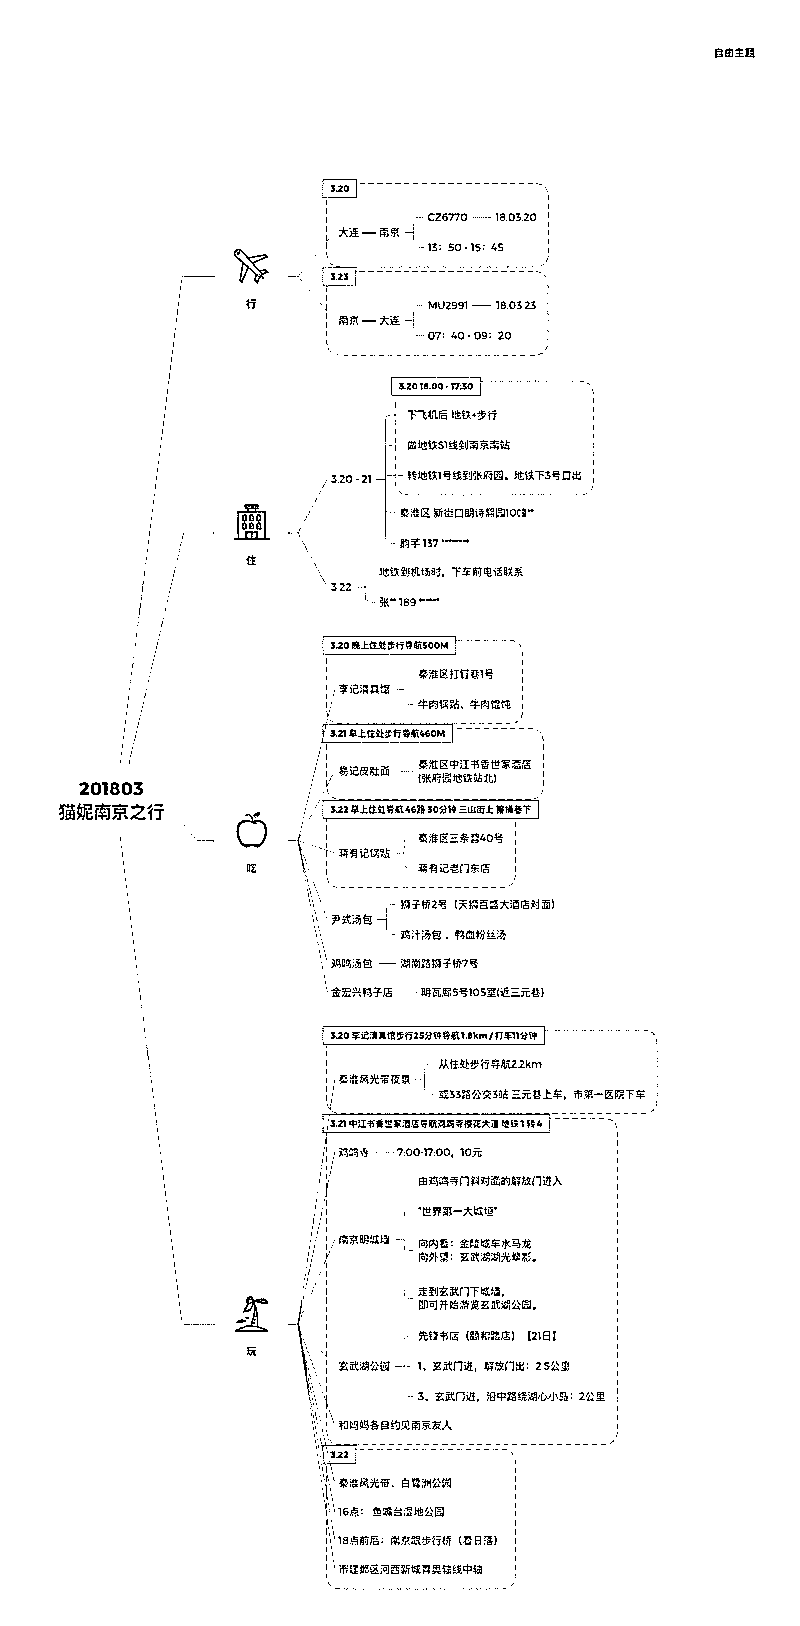 自由主题
3.20
大连
南京
CZ6770
18.03.20
13：50-15：45
行
3.23
南京
大连
MU2991
18.03.23
07：40-09：20
3.20 16:00-17:30
下飞机后 地铁+步行
做地铁S1线到南京南站
转地铁1号线到张府园。地铁下3号口出
3.20-21
秦淮区 新街口明诗韵园10幢**
137 *******
住
地铁到机场时，下车前电话联系
3.22
张** 189 *****
3.20 晚上住处步行导航500M
秦淮区打钉巷1号
李记清真馆
牛肉锅贴、牛肉馄饨
3.21 早上住处步行导航460M
易记皮肚面
秦淮区中江书香世家酒店
(张府园地铁站北)
201803
猫妮南京之行
3.22 早上住处导航 46路 30分钟 三山街上 下
秦淮区三条营40号
蒋有记锅贴
蒋有记老门东店
吃
狮子桥2号（天狮百盛大酒店对面）
尹式汤包
鸡汁汤包 、鸭血粉丝汤
鸡鸣汤包
湖南路狮子桥7号
金宏兴鸭子店
明瓦廊5号105室(近三元巷)
3.20 李记清真馆步行25分钟导航1.8km / 打车11分钟
从住处步行导航2.2km
秦淮风光带夜景
或33路公交3站 三元巷上车，市第一医院下车
3.21 中江书香世家酒店导航鸡鸣寺樱花大道 地铁 1 转 4
鸡鸣寺
7:00-17:00，10元
由鸡鸣寺门斜对面的解放门进入
"世界第一大城垣"
南京明城墙
向内看：金陵城车水马龙
向外望：玄武湖湖光塔影。
走到玄武门下城墙，
即可开始游览玄武湖公园。
先锋书店（颐和路店）【21日】
玄武湖公园
1、玄武门进，解放门出：2.5公里
3、玄武门进，沿中路绕湖心小岛：2公里
玩
和妈妈各自约见南京友人
3.22
秦淮风光带、白鹭洲公园
16点： 鱼嘴台湿地公园
18点前后：南京眼步行桥（看日落）
市建邺区河西新城青奥轴线中轴